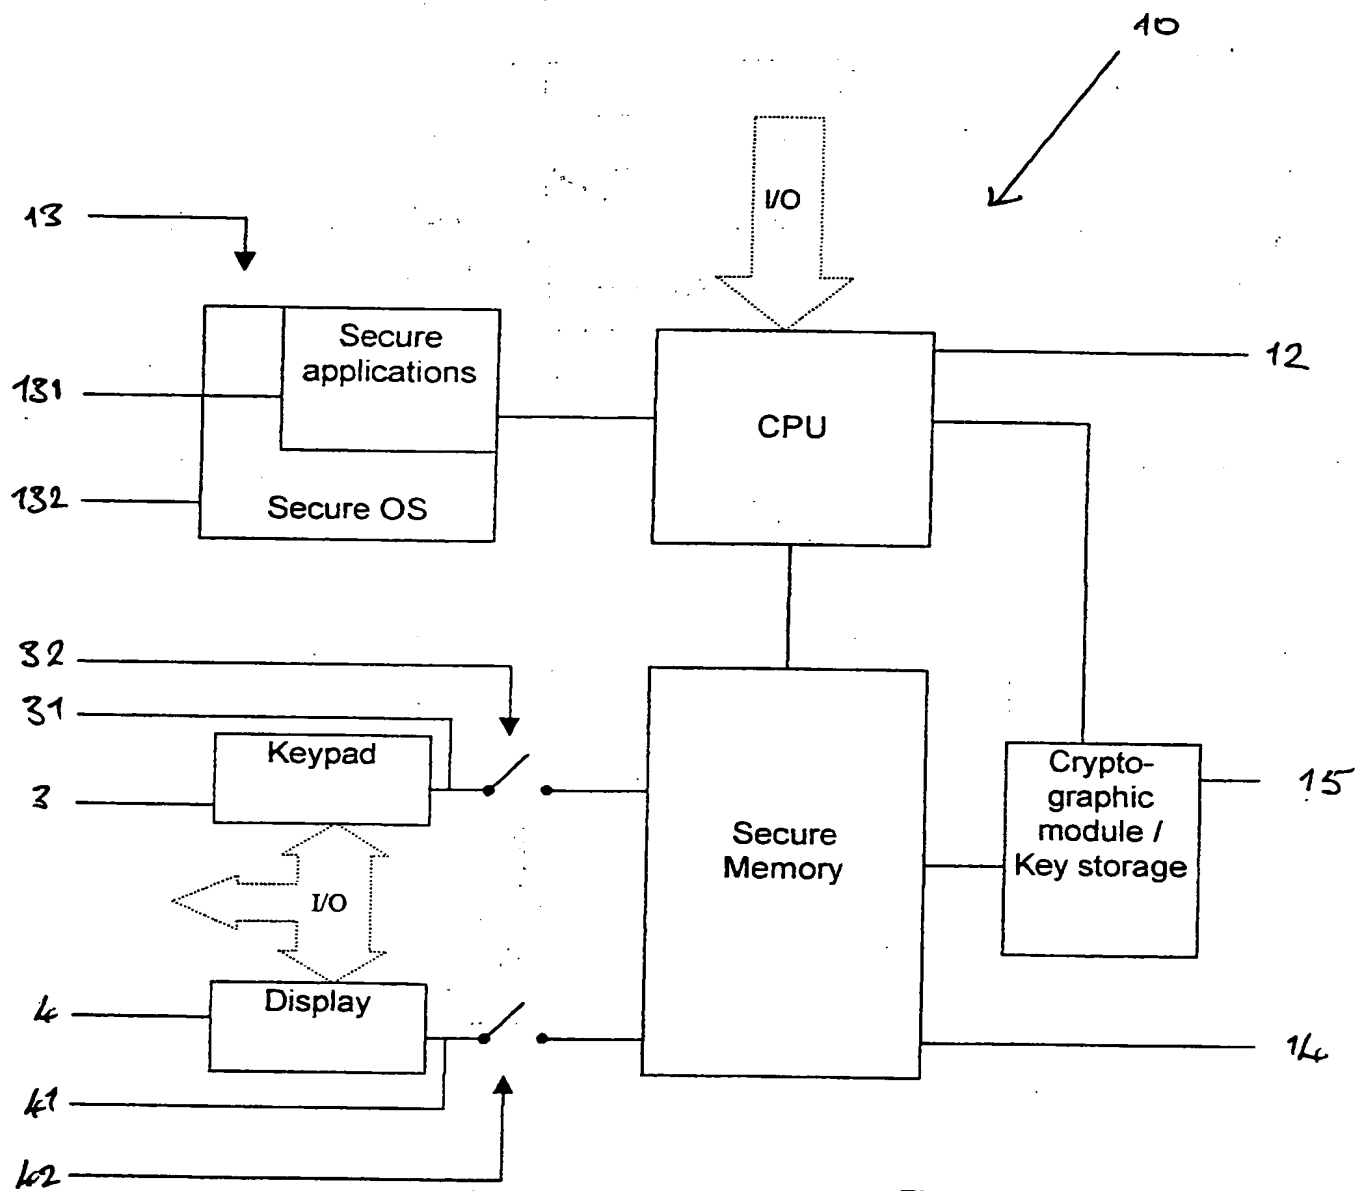 10
I/O
13
Secure
applications
12
131
CPU
132
Secure OS
32
31
Keypad
Crypto-
graphic
module /
Key storage
15
3
Secure
Memory
I/O
4
Display
14
41
42